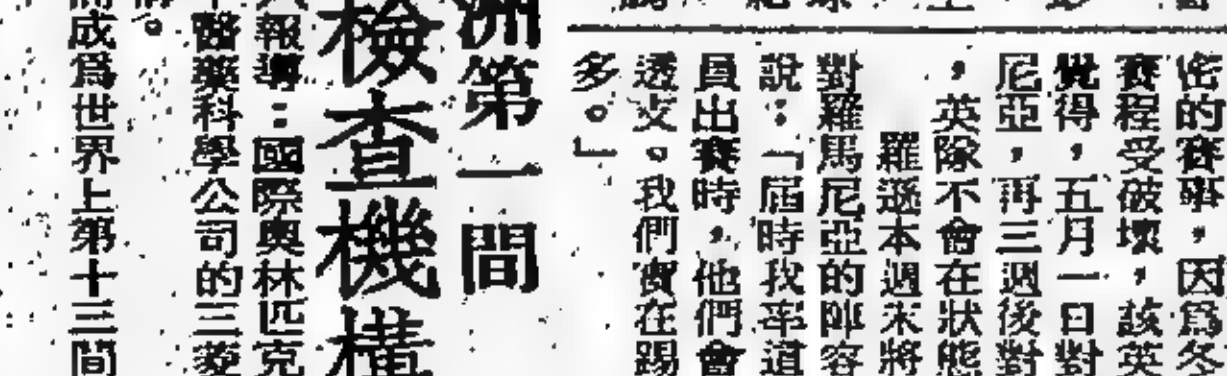 密的賽事，因爲冬
賽程受破壞，該英
覺得，五月一日對
尼亞，再三週後對
，英隊不會在狀態
羅遜本週末將
對羅馬尼亞的陣容
說：「屆時我率道
員出賽時，他們會
透支。我們實在踢
多。」
洲第一間
檢查機構
報導：國際奧林匹克
醫藥科學公司的三菱
成爲世界上第十三間